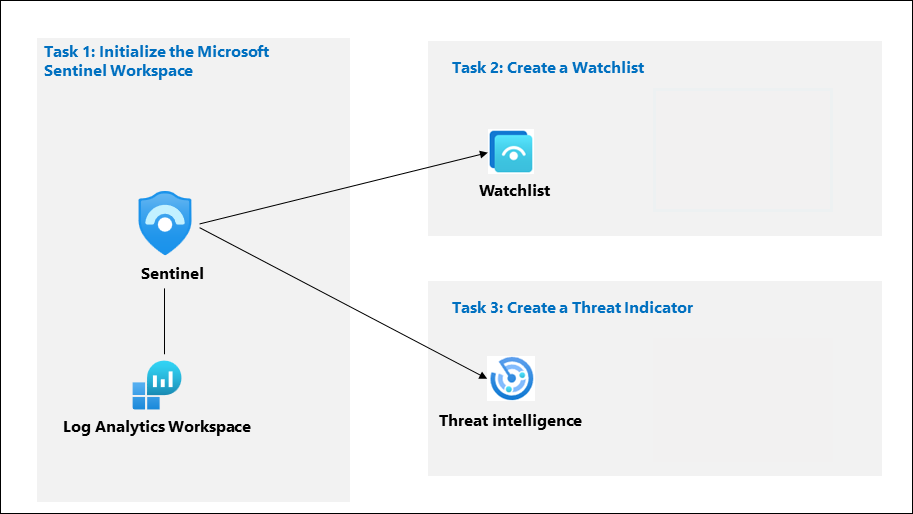 Task 1: Initialize the Microsoft
Sentinel Workspace
Sentinel
Log Analytics Workspace
Task 2: Create a Watchlist
Watchlist
Task 3: Create a Threat Indicator
Threat intelligence